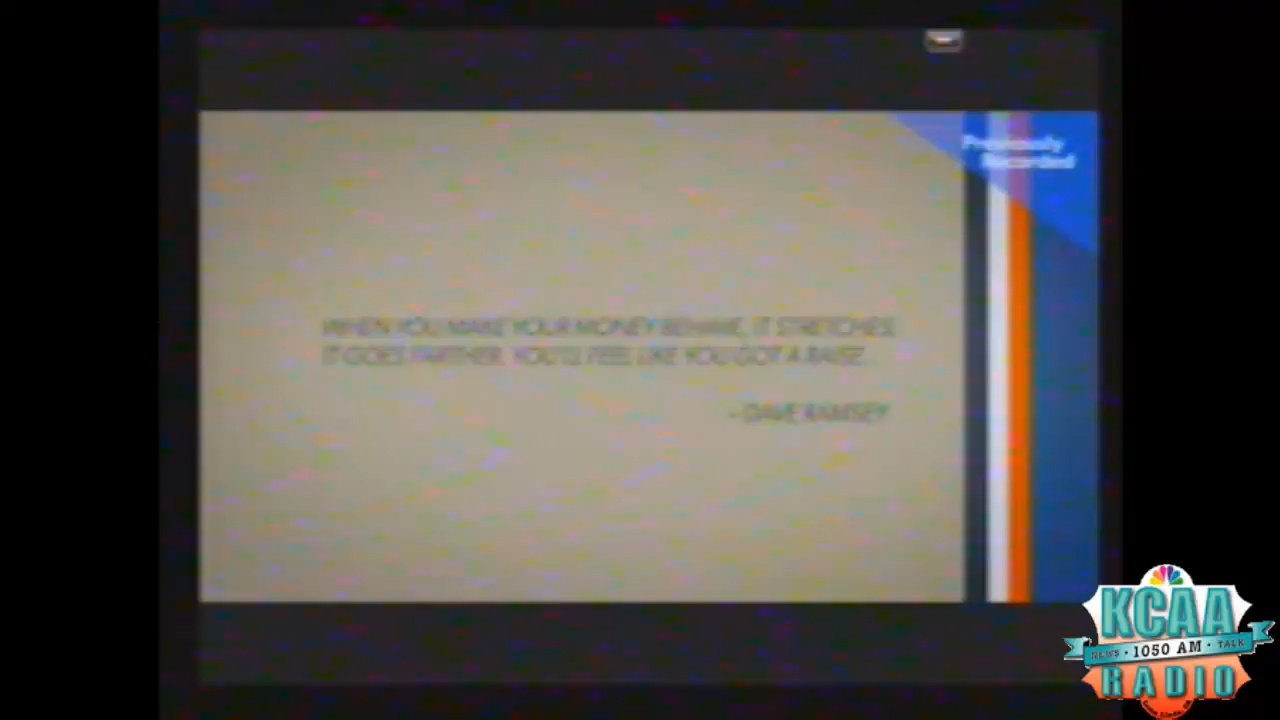 Previously
Recorded
WHEN YOU MAKE YOUR MONEY BEHAVE, IT STRETCHES.
IT GOES FARTHER. YOU'LL FEEL LIKE YOU GOT A RAISE.
- DAVE RAMSEY
KCAA
NEWS · 1050 AM · TALK
RADIO